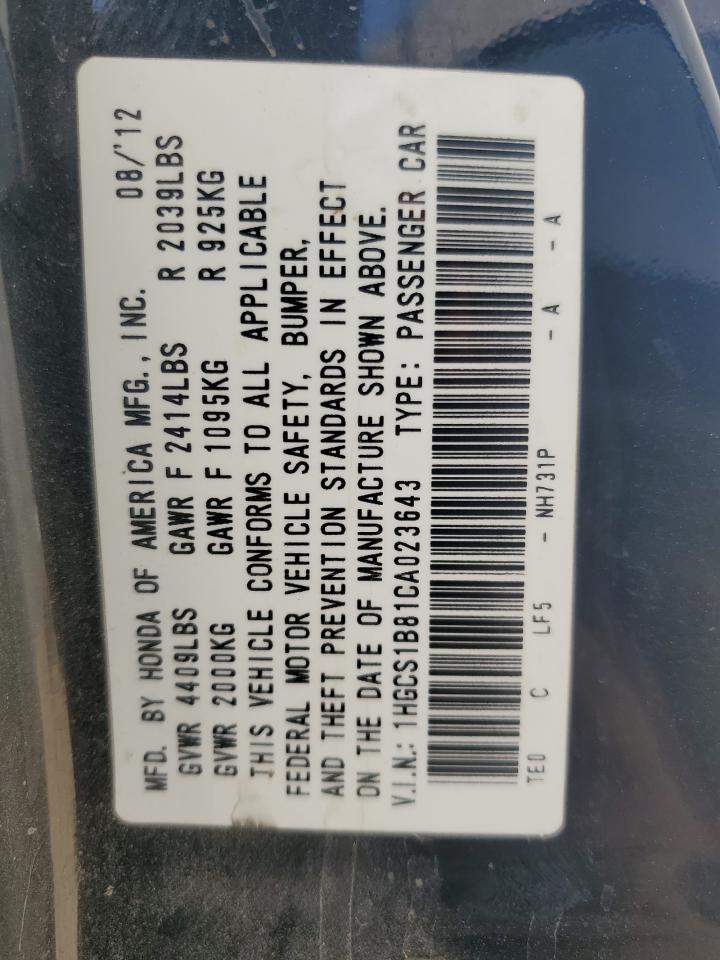 MFD. BY HONDA OF AMERICA MFG., INC. 08/'12
GVWR 4409LBS GAWR F 2414LBS R 2039LBS
GVWR 2000KG GAWR F 1095KG R 925KG
THIS VEHICLE CONFORMS TO ALL APPLICABLE
FEDERAL MOTOR VEHICLE SAFETY, BUMPER,
AND THEFT PREVENTION STANDARDS IN EFFECT
ON THE DATE OF MANUFACTURE SHOWN ABOVE.
V.I.N.: 1HGCS1B81CA023643 TYPE: PASSENGER CAR
TE0 C LF5 - NH731P - A - A